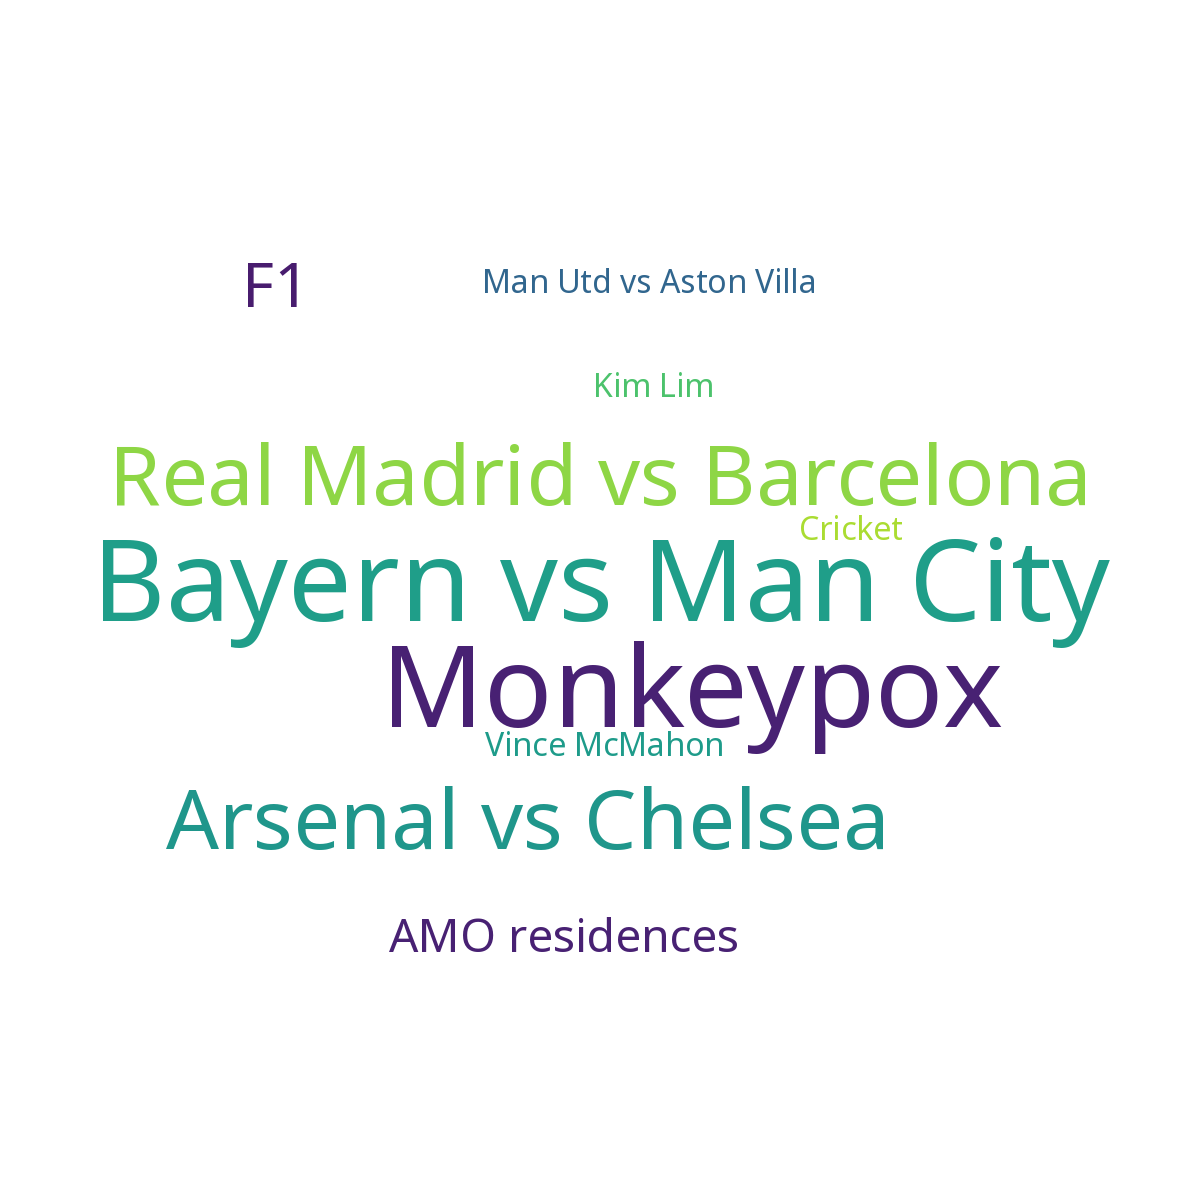 F1
Man Utd vs Aston Villa
Kim Lim
Real Madrid vs Barcelona
Cricket
Bayern vs Man City
Monkeypox
Vince McMahon
Arsenal vs Chelsea
AMO residences